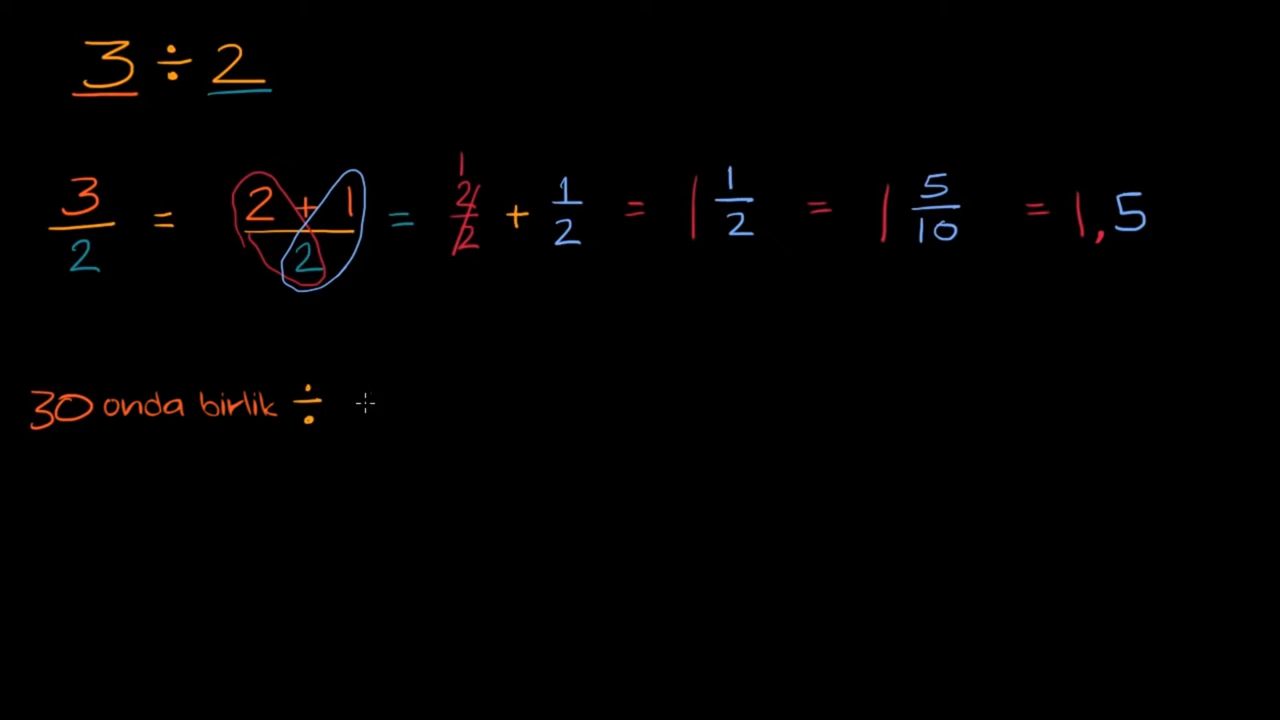 3 ÷ 2
3/2 = (2 + 1)/2 = 1 2/2 + 1/2 = 1 1/2 = 1 5/10 = 1,5
30 onda birlik ÷